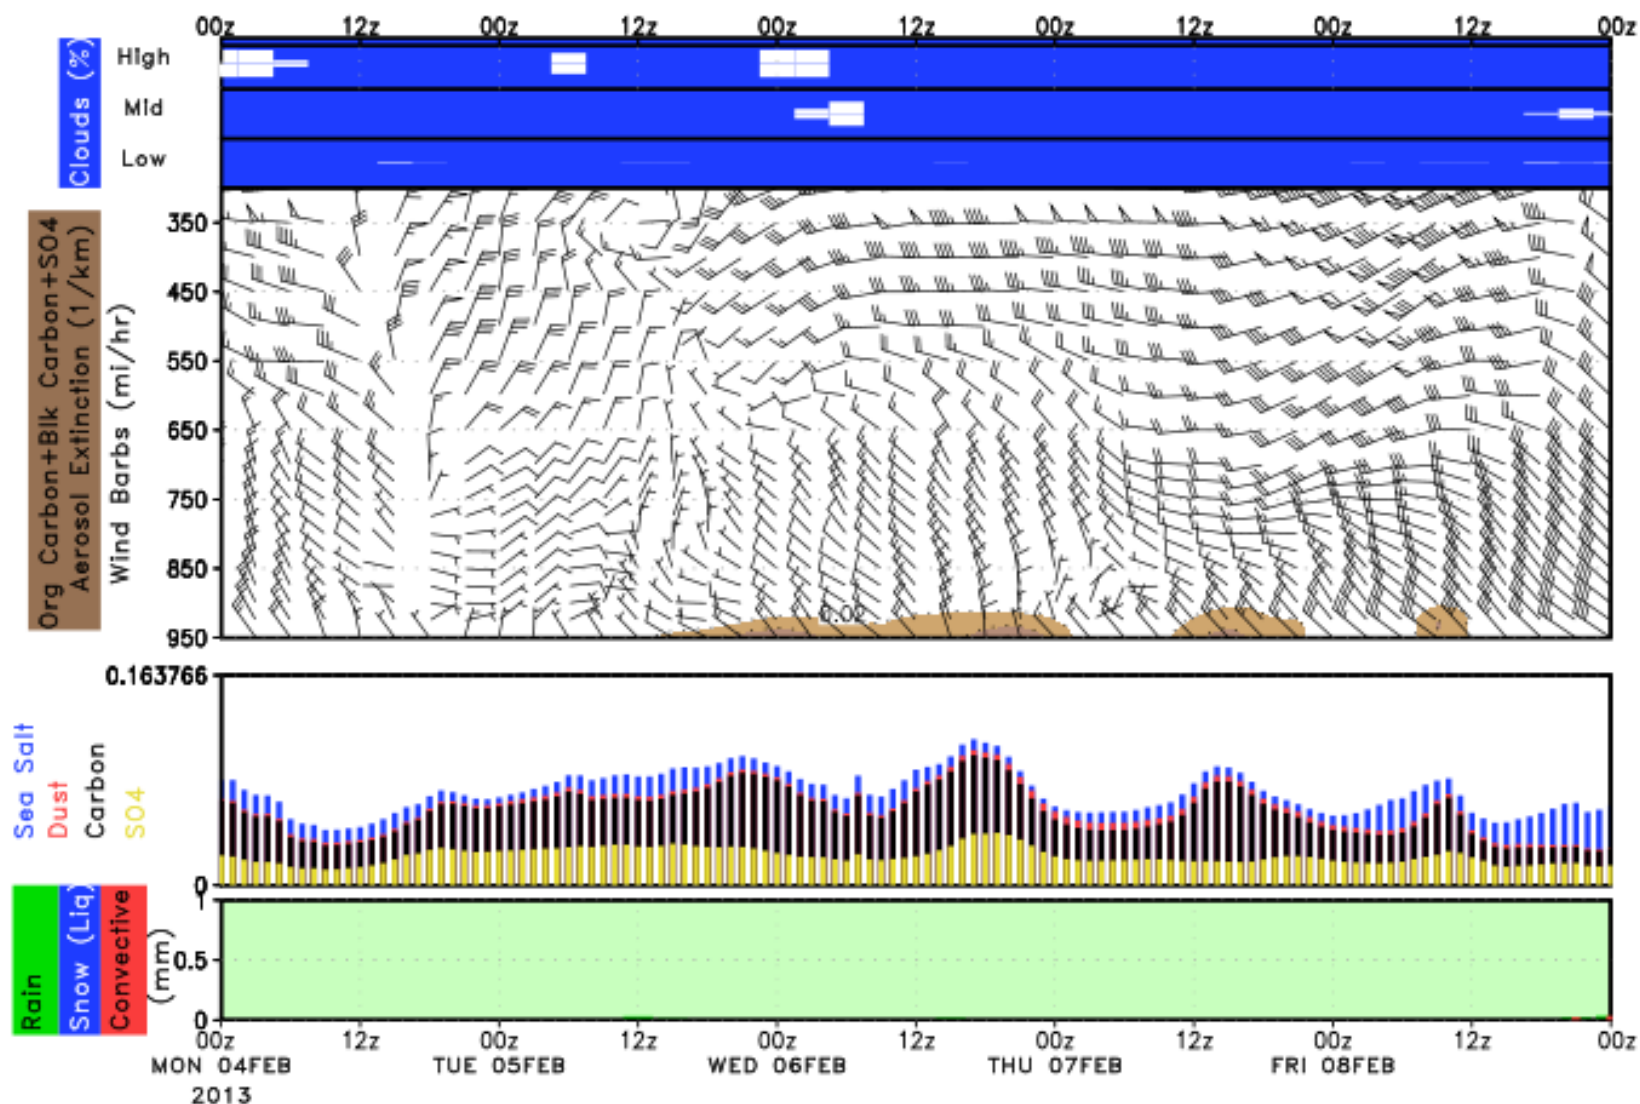 00z 12z 00z 12z 00z 12z 00z 12z 00z 12z 00z
Clouds (%)
High
Mid
Low
Org Carbon+Blk Carbon+SO4
Aerosol Extinction (1/km)
Wind Barbs (mi/hr)
350
450
550
650
750
850
950
0.02
0.163766
0
Sea Salt
Dust
Carbon
SO4
Rain
Snow (Liq)
Convective
(mm)
1
0.5
0
00z 12z 00z 12z 00z 12z 00z 12z 00z 12z 00z
MON 04FEB TUE 05FEB WED 06FEB THU 07FEB FRI 08FEB
2013